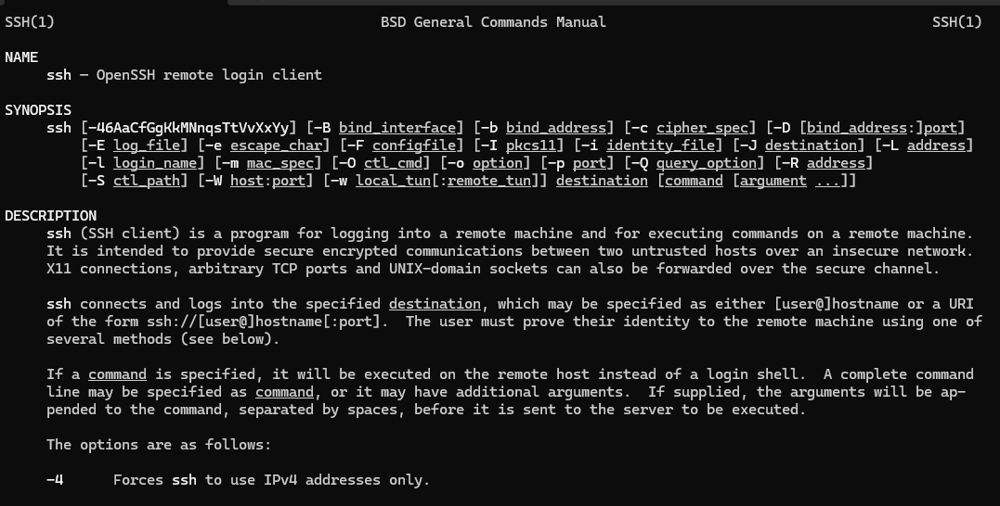 SSH(1) BSD General Commands Manual SSH(1)
NAME
ssh — OpenSSH remote login client
SYNOPSIS
ssh [-46AaCfGgKkMNnqsTtVvXxYy] [-B bind_interface] [-b bind_address] [-c cipher_spec] [-D [bind_address:]port]
[-E log_file] [-e escape_char] [-F configfile] [-I pkcs11] [-i identity_file] [-J destination] [-L address]
[-l login_name] [-m mac_spec] [-O ctl_cmd] [-o option] [-p port] [-Q query_option] [-R address]
[-S ctl_path] [-W host:port] [-w local_tun[:remote_tun]] destination [command [argument ...]]
DESCRIPTION
ssh (SSH client) is a program for logging into a remote machine and for executing commands on a remote machine.
It is intended to provide secure encrypted communications between two untrusted hosts over an insecure network.
X11 connections, arbitrary TCP ports and UNIX-domain sockets can also be forwarded over the secure channel.
ssh connects and logs into the specified destination, which may be specified as either [user@]hostname or a URI
of the form ssh://[user@]hostname[:port].  The user must prove their identity to the remote machine using one of
several methods (see below).
If a command is specified, it will be executed on the remote host instead of a login shell.  A complete command
line may be specified as command, or it may have additional arguments.  If supplied, the arguments will be ap-
pended to the command, separated by spaces, before it is sent to the server to be executed.
The options are as follows:
-4 Forces ssh to use IPv4 addresses only.